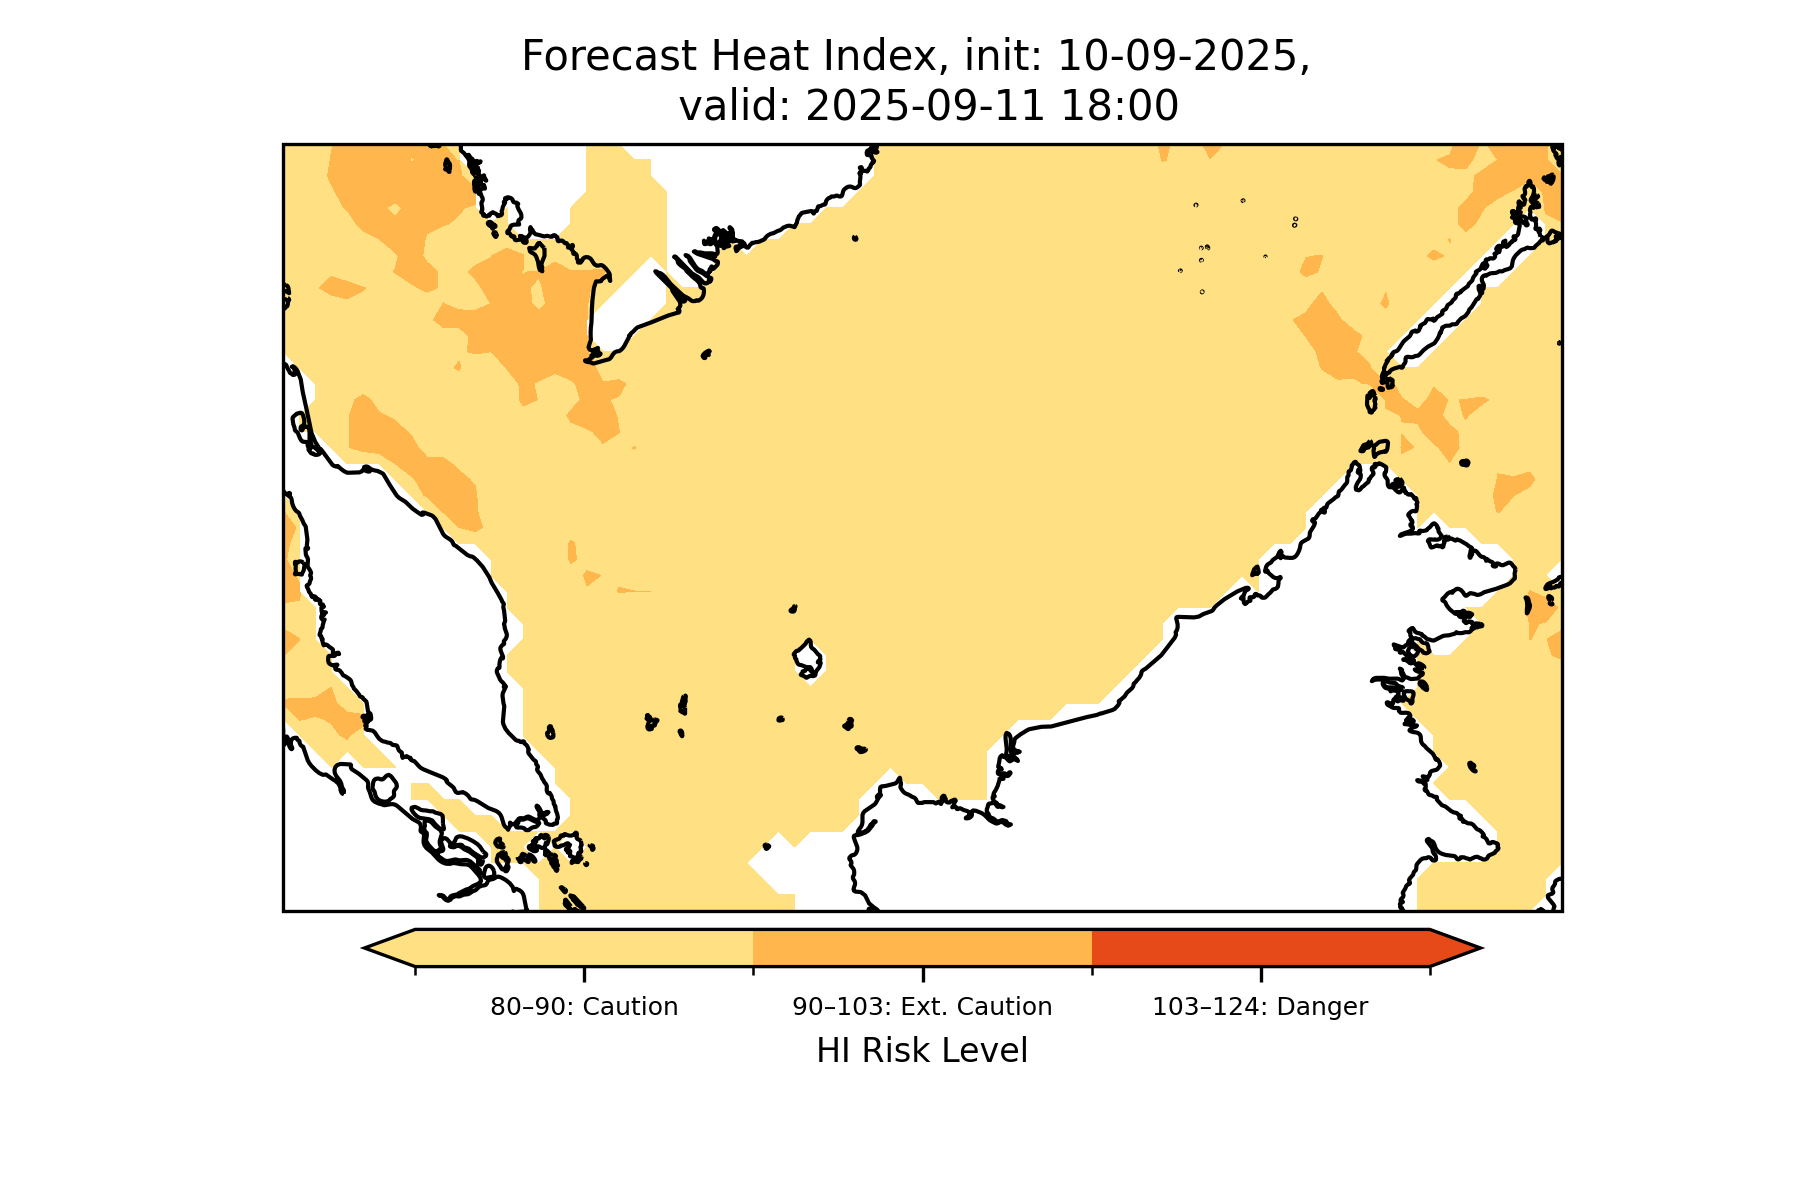 Forecast Heat Index, init: 10-09-2025,
valid: 2025-09-11 18:00
80–90: Caution
90–103: Ext. Caution
103–124: Danger
HI Risk Level